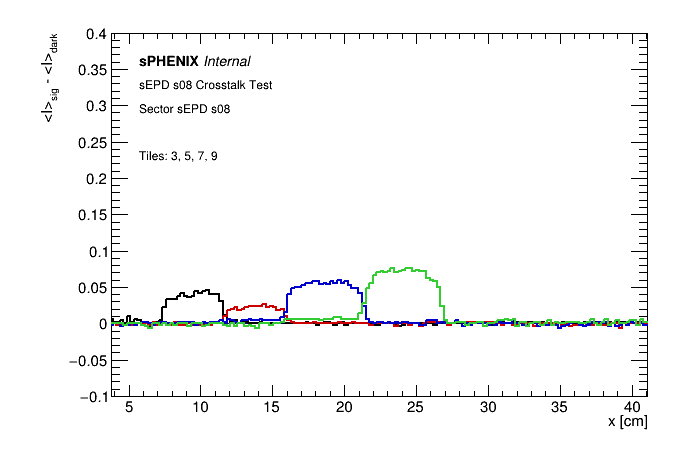 <I>sig - <I>dark
0.4
0.35
0.3
0.25
0.2
0.15
0.1
0.05
0
−0.05
−0.1
sPHENIX Internal
sEPD s08 Crosstalk Test
Sector sEPD s08
Tiles: 3, 5, 7, 9
5 10 15 20 25 30 35 40
x [cm]